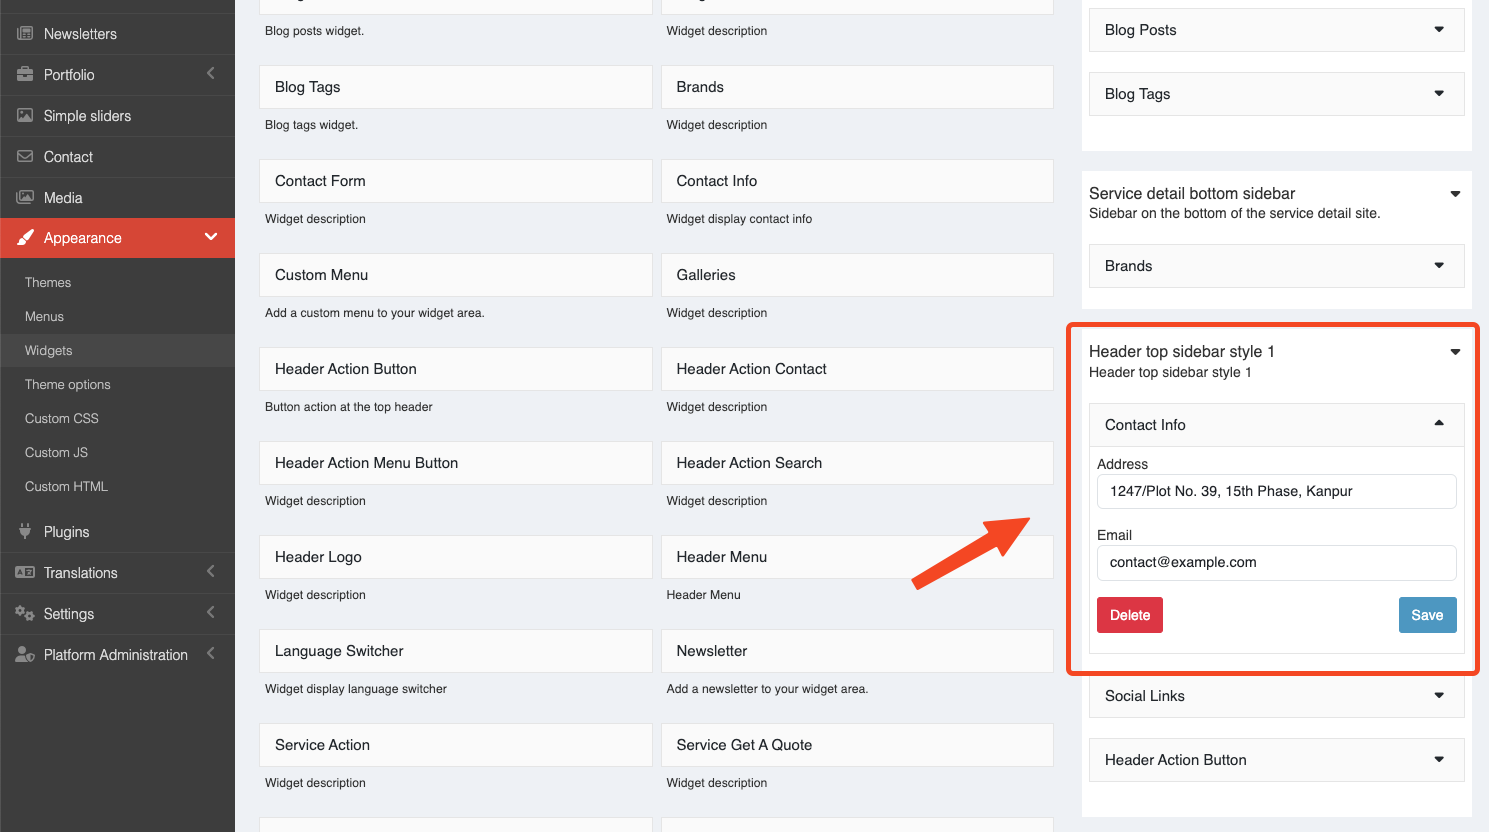 Newsletters
Portfolio
Simple sliders
Contact
Media
Appearance
Themes
Menus
Widgets
Theme options
Custom CSS
Custom JS
Custom HTML
Plugins
Translations
Settings
Platform Administration
Blog posts widget.
Widget description
Blog Tags
Brands
Blog tags widget.
Widget description
Contact Form
Contact Info
Widget description
Widget display contact info
Custom Menu
Galleries
Add a custom menu to your widget area.
Widget description
Header Action Button
Header Action Contact
Button action at the top header
Widget description
Header Action Menu Button
Header Action Search
Widget description
Widget description
Header Logo
Header Menu
Widget description
Header Menu
Language Switcher
Newsletter
Widget display language switcher
Add a newsletter to your widget area.
Service Action
Service Get A Quote
Widget description
Widget description
Blog Posts
Blog Tags
Service detail bottom sidebar
Sidebar on the bottom of the service detail site.
Brands
Header top sidebar style 1
Header top sidebar style 1
Contact Info
Address
1247/Plot No. 39, 15th Phase, Kanpur
Email
contact@example.com
Delete
Save
Social Links
Header Action Button